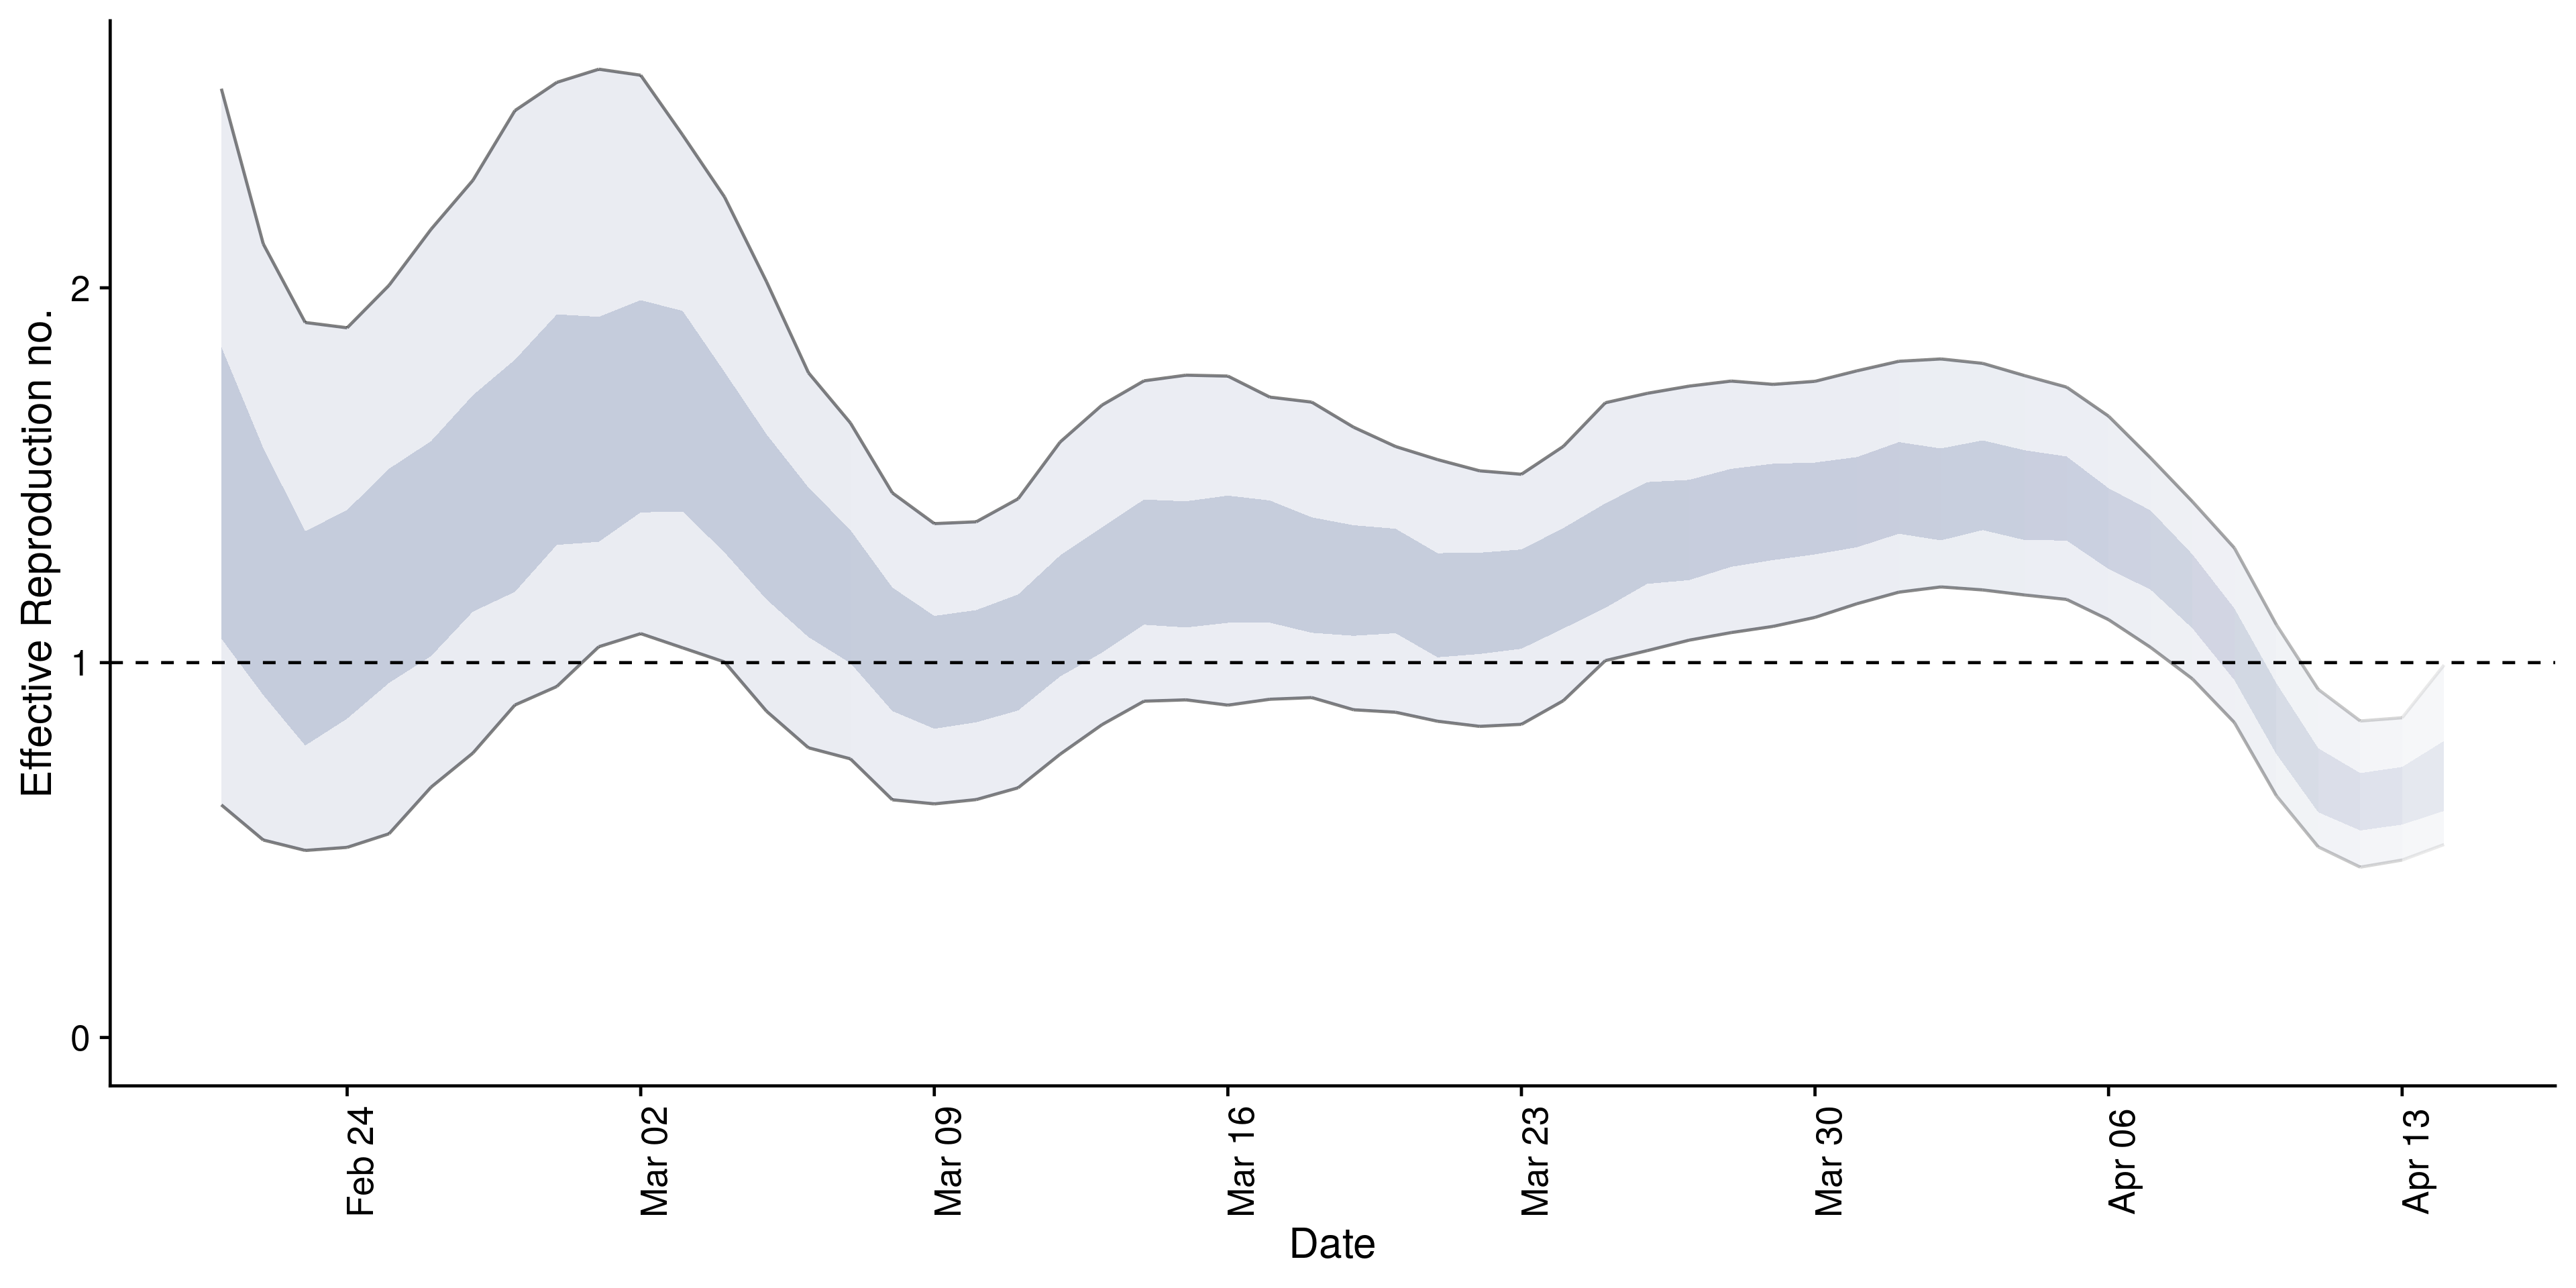 Effective Reproduction no.
2
1
0
Feb 24
Mar 02
Mar 09
Mar 16
Mar 23
Mar 30
Apr 06
Apr 13
Date